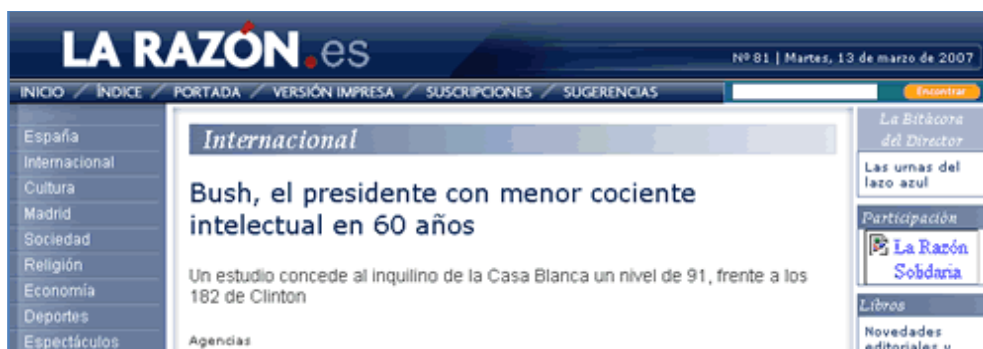 LA RAZÓN.es
Nº 81 | Martes, 13 de marzo de 2007
INICIO / ÍNDICE / PORTADA / VERSIÓN IMPRESA / SUSCRIPCIONES / SUGERENCIAS
Encontrar
España
Internacional
Cultura
Madrid
Sociedad
Religión
Economía
Deportes
Espectáculos
Internacional
Bush, el presidente con menor cociente
intelectual en 60 años
Un estudio concede al inquilino de la Casa Blanca un nivel de 91, frente a los
182 de Clinton
Agencias
La Bitácora
del Director
Las urnas del
lazo azul
Participación
La Razón
Solidaria
Libros
Novedades
editoriales y